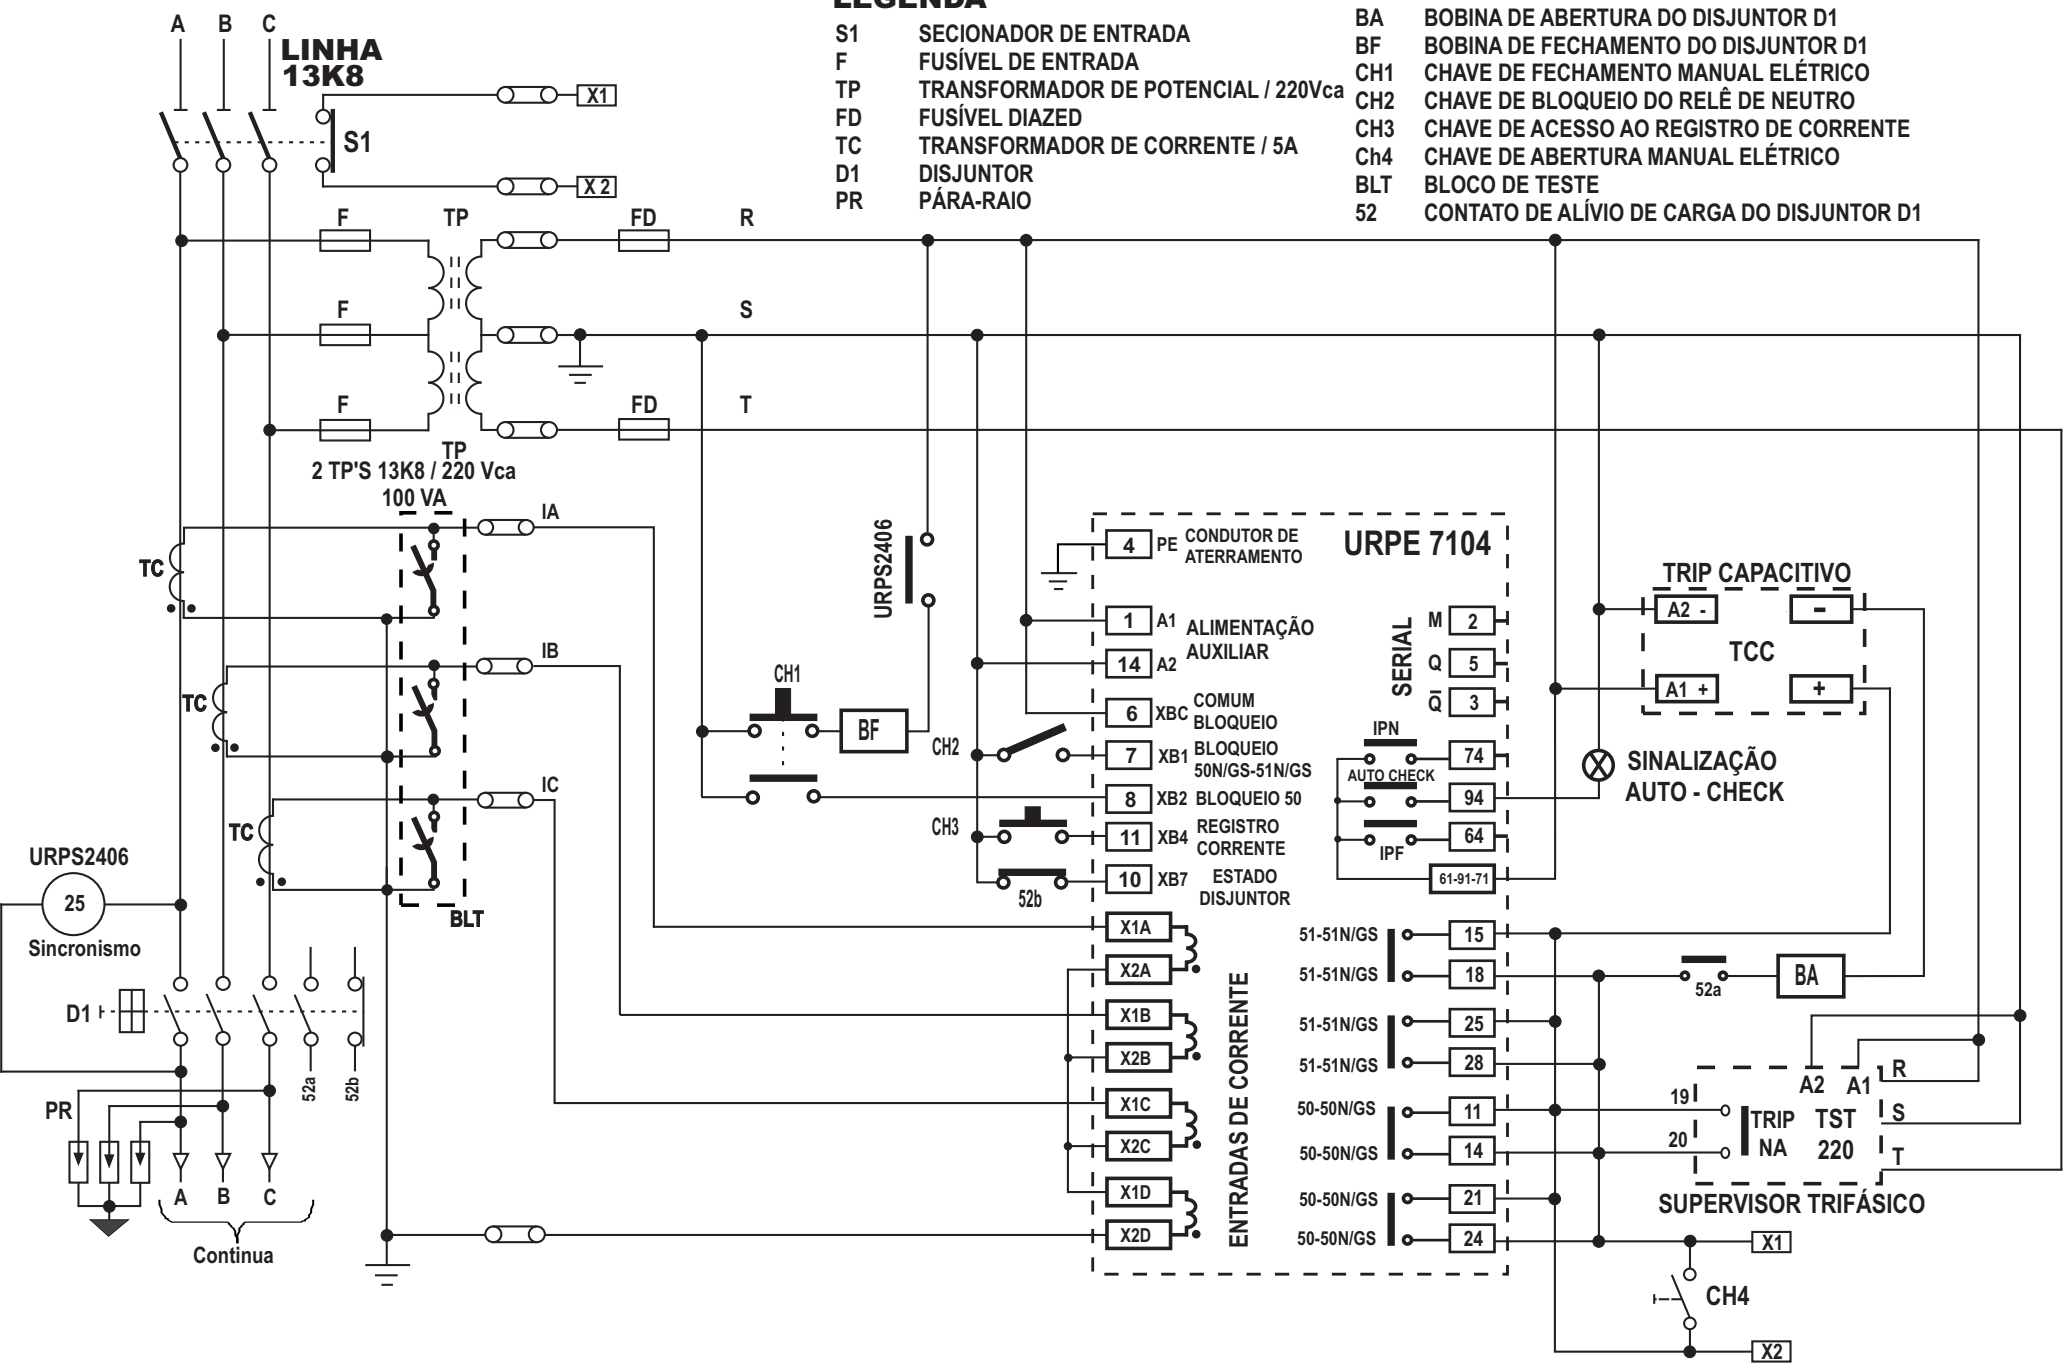 LEGENDA
S1 SECIONADOR DE ENTRADA
F FUSÍVEL DE ENTRADA
TP TRANSFORMADOR DE POTENCIAL / 220Vca
FD FUSÍVEL DIAZED
TC TRANSFORMADOR DE CORRENTE / 5A
D1 DISJUNTOR
PR PÁRA-RAIO
BA BOBINA DE ABERTURA DO DISJUNTOR D1
BF BOBINA DE FECHAMENTO DO DISJUNTOR D1
CH1 CHAVE DE FECHAMENTO MANUAL ELÉTRICO
CH2 CHAVE DE BLOQUEIO DO RELÊ DE NEUTRO
CH3 CHAVE DE ACESSO AO REGISTRO DE CORRENTE
Ch4 CHAVE DE ABERTURA MANUAL ELÉTRICO
BLT BLOCO DE TESTE
52 CONTATO DE ALÍVIO DE CARGA DO DISJUNTOR D1
A B C
LINHA
13K8
X1
S1
X 2
F TP FD R
F S
F FD T
TP
2 TP'S 13K8 / 220 Vca
100 VA
IA
TC
IB
TC
IC
TC
BLT
URPS2406
25
Sincronismo
D1
52a
52b
PR
A B C
Continua
URPS2406
CH1
BF
CH2
CH3
52b
URPE 7104
4 PE CONDUTOR DE
ATERRAMENTO
1 A1 ALIMENTAÇÃO
AUXILIAR
14 A2
6 XBC COMUM
BLOQUEIO
7 XB1 BLOQUEIO
50N/GS-51N/GS
8 XB2 BLOQUEIO 50
11 XB4 REGISTRO
CORRENTE
10 XB7 ESTADO
DISJUNTOR
SERIAL
M 2
Q 5
Q̅ 3
IPN
74
AUTO CHECK
94
64
IPF
61-91-71
X1A
X2A
X1B
X2B
X1C
X2C
X1D
X2D
ENTRADAS DE CORRENTE
51-51N/GS 15
51-51N/GS 18
51-51N/GS 25
51-51N/GS 28
50-50N/GS 11
50-50N/GS 14
50-50N/GS 21
50-50N/GS 24
TRIP CAPACITIVO
A2 - -
TCC
A1 + +
SINALIZAÇÃO
AUTO - CHECK
52a
BA
A2 A1 R
19
TRIP TST S
20
NA 220 T
SUPERVISOR TRIFÁSICO
X1
CH4
X2